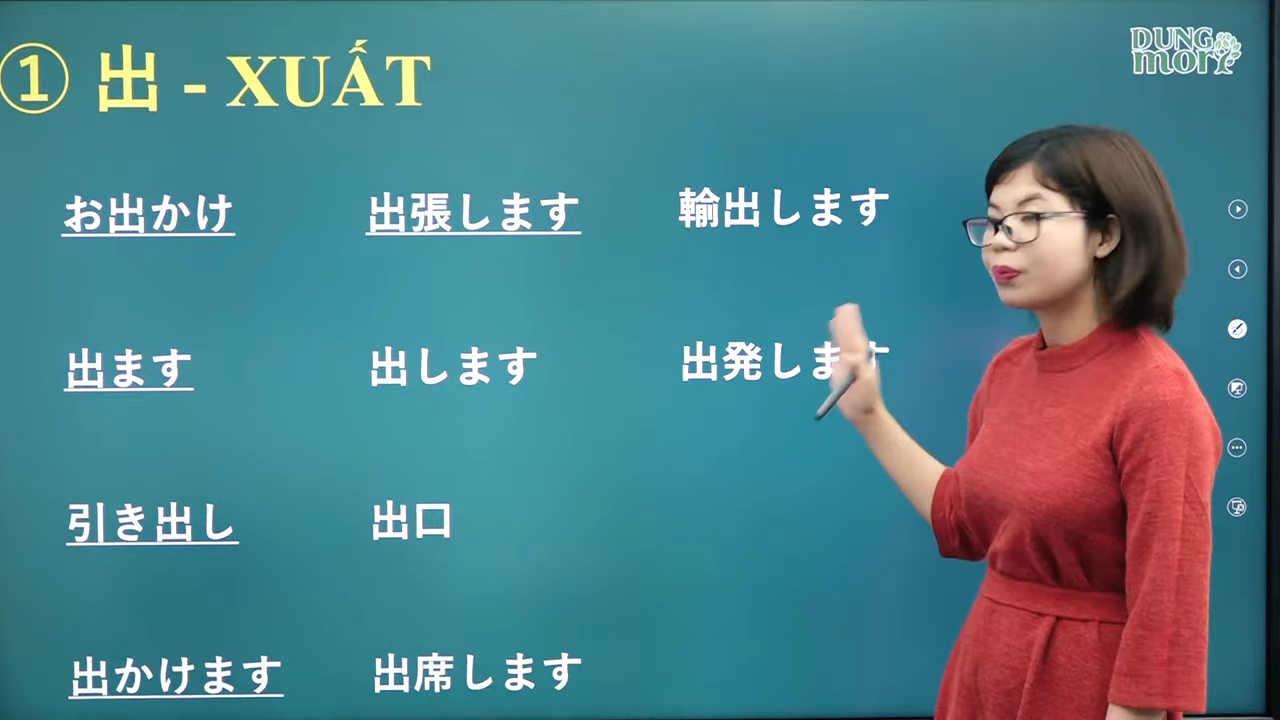 ① 出 - XUẤT
DUNG
mori
お出かけ 出張します 輸出します
出ます 出します 出発します
引き出し 出口
出かけます 出席します